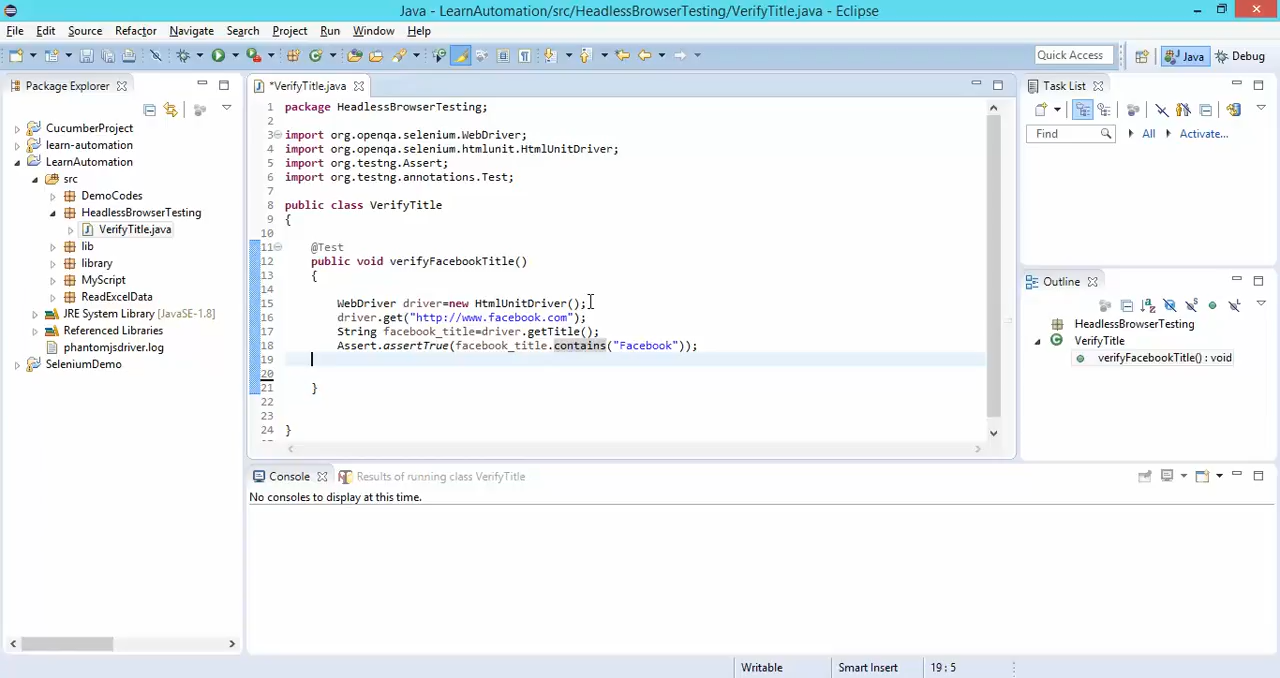 Java - LearnAutomation/src/HeadlessBrowserTesting/VerifyTitle.java - Eclipse
File Edit Source Refactor Navigate Search Project Run Window Help
Quick Access Java Debug
Package Explorer
CucumberProject
learn-automation
LearnAutomation
src
DemoCodes
HeadlessBrowserTesting
VerifyTitle.java
lib
library
MyScript
ReadExcelData
JRE System Library [JavaSE-1.8]
Referenced Libraries
phantomjsdriver.log
SeleniumDemo
*VerifyTitle.java
1 package HeadlessBrowserTesting;
2
3 import org.openqa.selenium.WebDriver;
4 import org.openqa.selenium.htmlunit.HtmlUnitDriver;
5 import org.testng.Assert;
6 import org.testng.annotations.Test;
7
8 public class VerifyTitle
9 {
10
11 @Test
12 public void verifyFacebookTitle()
13 {
14
15 WebDriver driver=new HtmlUnitDriver();
16 driver.get("http://www.facebook.com");
17 String facebook_title=driver.getTitle();
18 Assert.assertTrue(facebook_title.contains("Facebook"));
19
20
21 }
22
23
24 }
Task List
Find All Activate...
Outline
HeadlessBrowserTesting
VerifyTitle
verifyFacebookTitle() : void
Console Results of running class VerifyTitle
No consoles to display at this time.
Writable Smart Insert 19 : 5